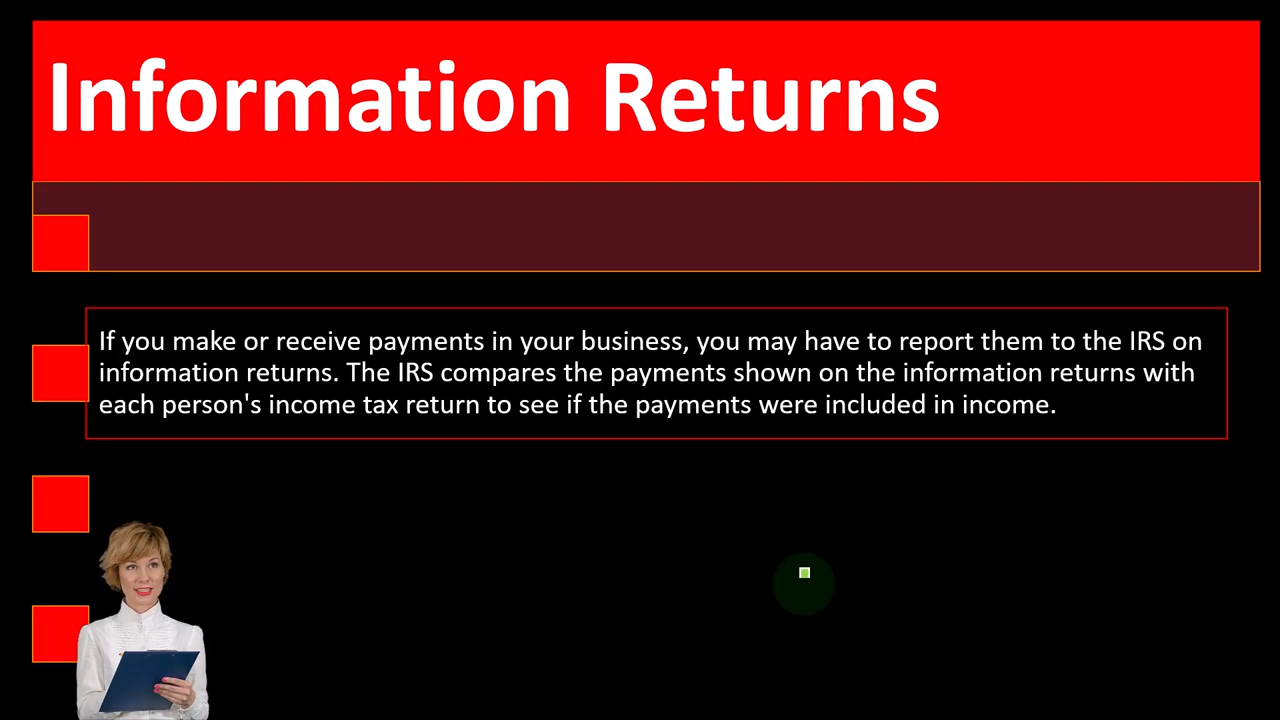 Information Returns
If you make or receive payments in your business, you may have to report them to the IRS on
information returns. The IRS compares the payments shown on the information returns with
each person's income tax return to see if the payments were included in income.